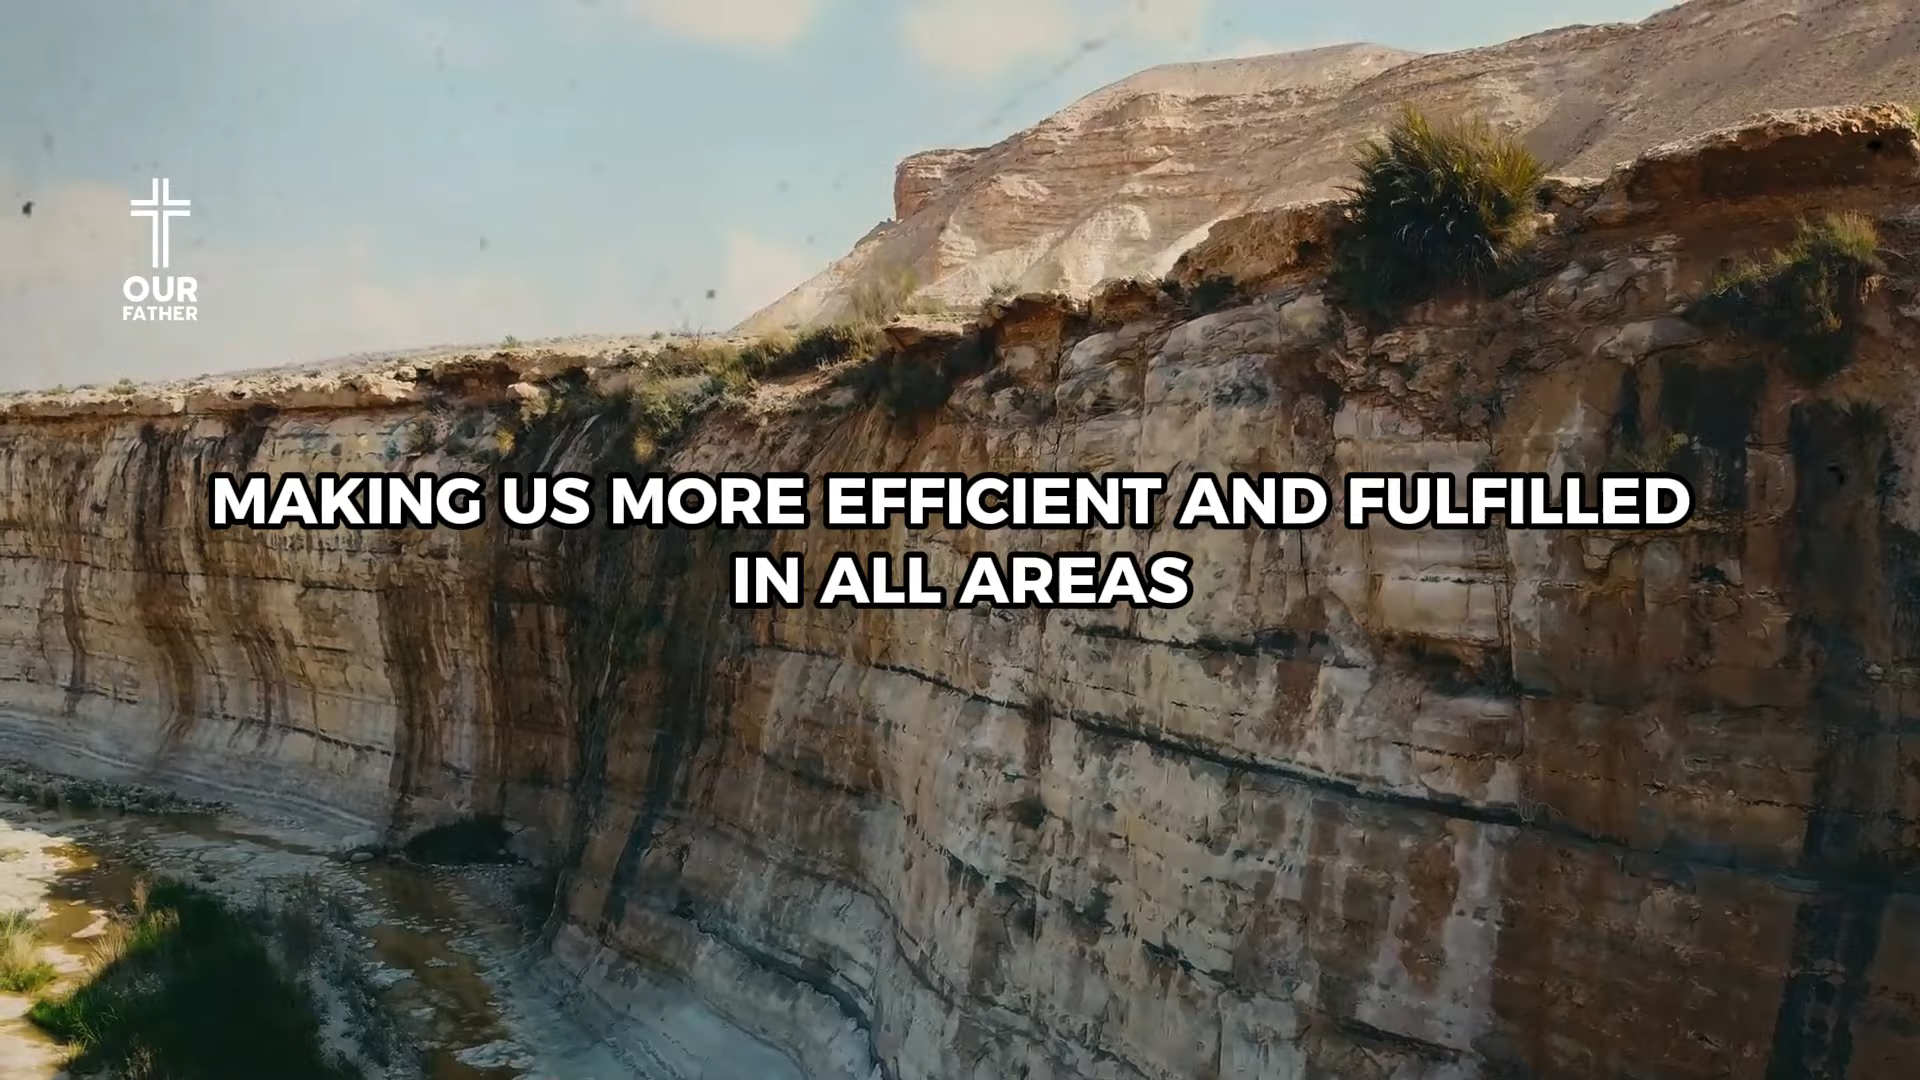 OUR
FATHER
MAKING US MORE EFFICIENT AND FULFILLED
IN ALL AREAS